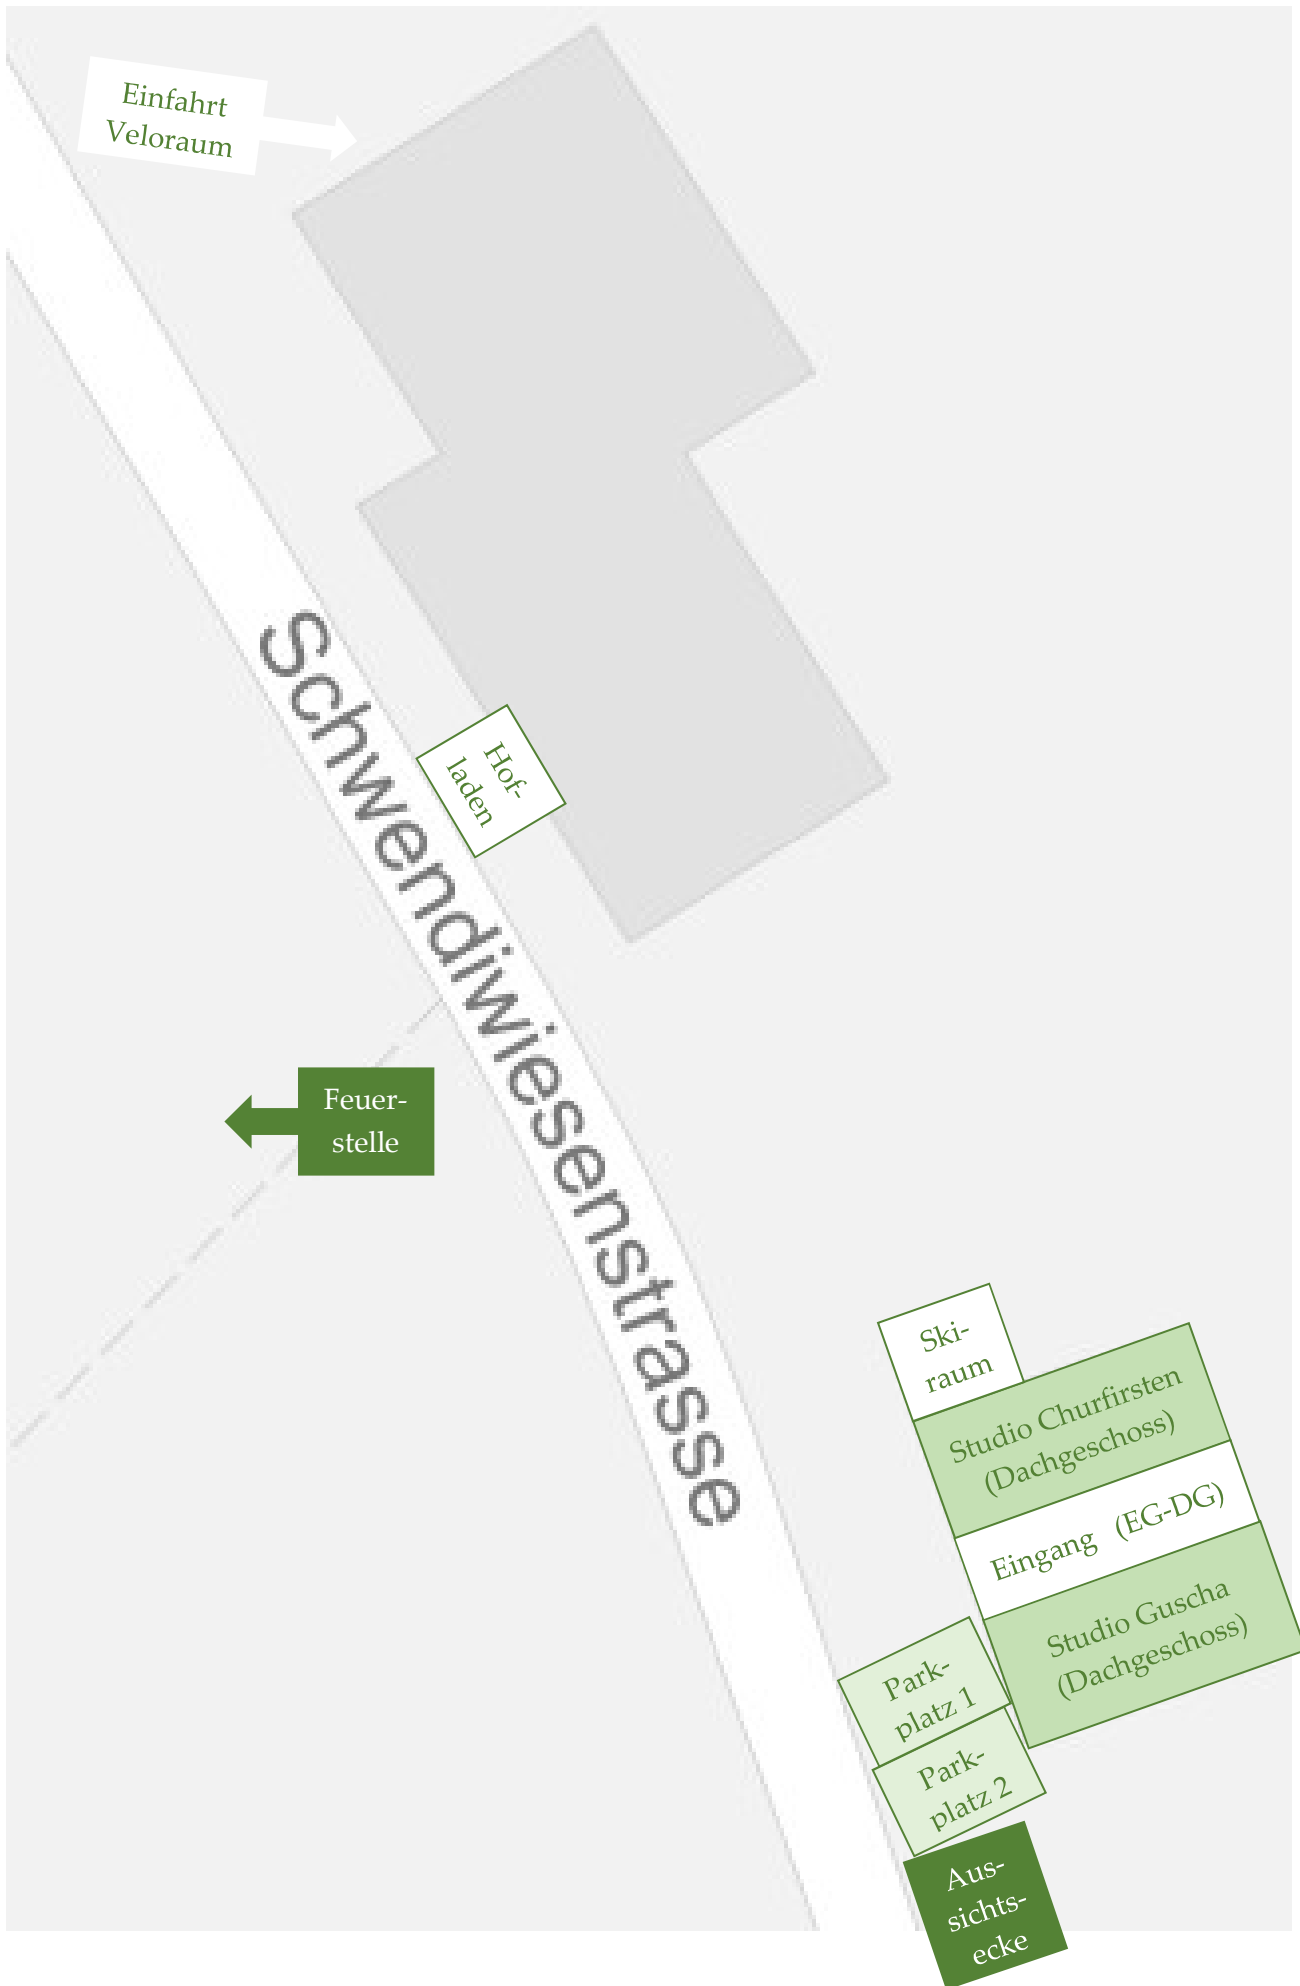 Einfahrt
Veloraum
Schwendiwiesenstrasse
Hof-
laden
Feuer-
stelle
Ski-
raum
Studio Churfirsten
(Dachgeschoss)
Eingang (EG-DG)
Studio Guscha
(Dachgeschoss)
Park-
platz 1
Park-
platz 2
Aus-
sichts-
ecke